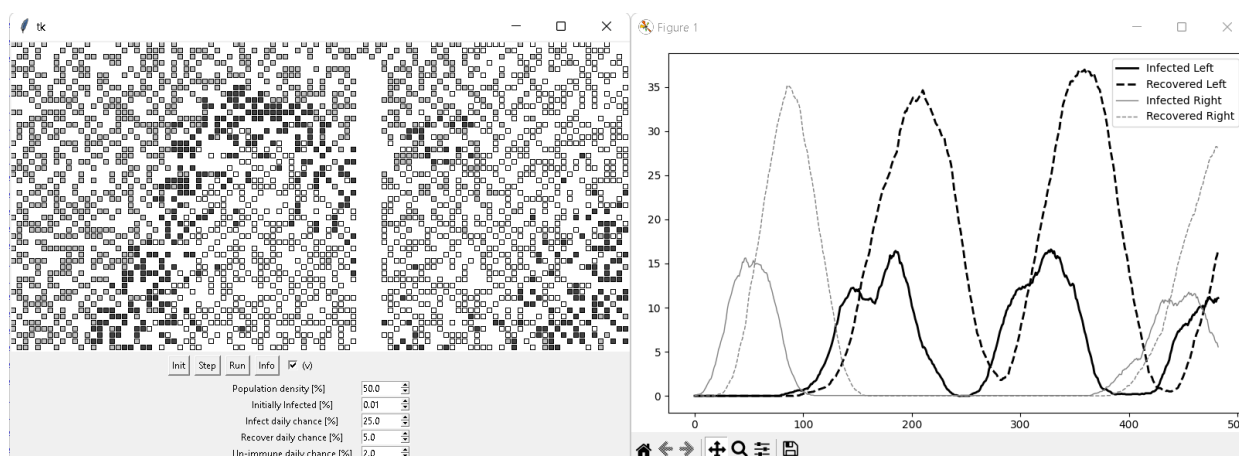 tk
Init Step Run Info (v)
Population density [%] 50.0
Initially Infected [%] 0.01
Infect daily chance [%] 25.0
Recover daily chance [%] 5.0
Un-immune daily chance [%] 2.0
Figure 1
Infected Left
Recovered Left
Infected Right
Recovered Right
35
30
25
20
15
10
5
0
0 100 200 300 400